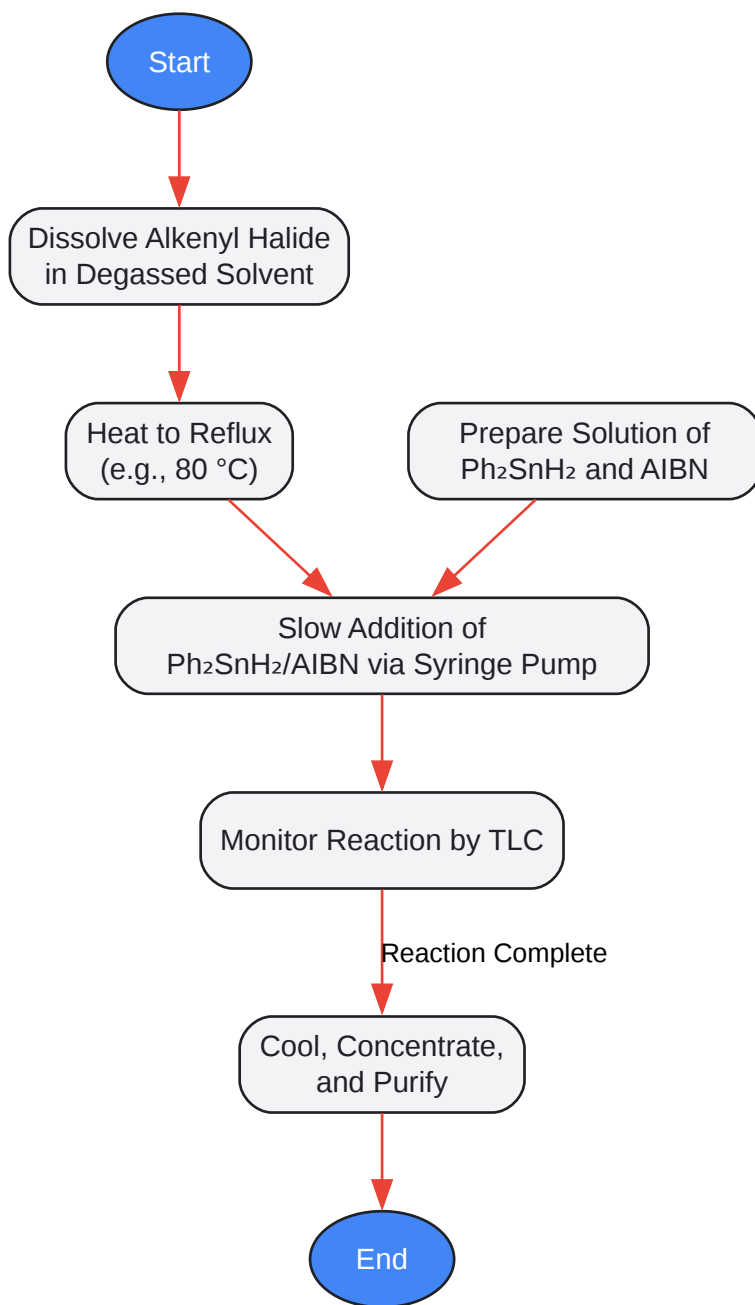 Start
Dissolve Alkenyl Halide
in Degassed Solvent
Heat to Reflux
(e.g., 80 °C)
Prepare Solution of
Ph₂SnH₂ and AIBN
Slow Addition of
Ph₂SnH₂/AIBN via Syringe Pump
Monitor Reaction by TLC
Reaction Complete
Cool, Concentrate,
and Purify
End